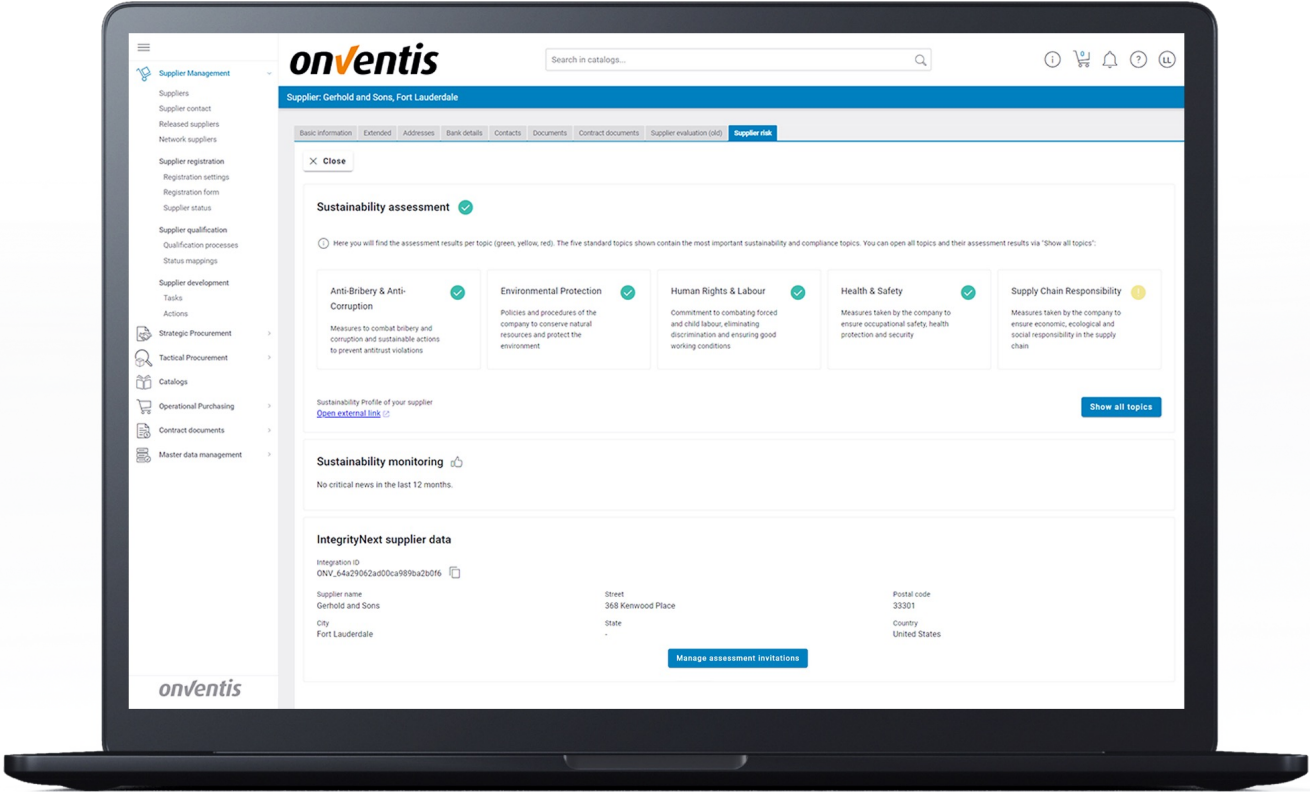 Supplier Management
Suppliers
Supplier contact
Released suppliers
Network suppliers
Supplier registration
Registration settings
Registration form
Supplier status
Supplier qualification
Qualification processes
Status mappings
Supplier development
Tasks
Actions
Strategic Procurement
Tactical Procurement
Catalogs
Operational Purchasing
Contract documents
Master data management
onventis
onventis
Search in catalogs...
0
LL
Supplier: Gerhold and Sons, Fort Lauderdale
Basic information Extended Addresses Bank details Contacts Documents Contract documents Supplier evaluation (old) Supplier risk
Close
Sustainability assessment
Here you will find the assessment results per topic (green, yellow, red). The five standard topics shown contain the most important sustainability and compliance topics. You can open all topics and their assessment results via "Show all topics":
Anti-Bribery & Anti-
Corruption
Measures to combat bribery and
corruption and sustainable actions
to prevent antitrust violations
Environmental Protection
Policies and procedures of the
company to conserve natural
resources and protect the
environment
Human Rights & Labour
Commitment to combating forced
and child labour, eliminating
discrimination and ensuring good
working conditions
Health & Safety
Measures taken by the company to
ensure occupational safety, health
protection and security
Supply Chain Responsibility
Measures taken by the company to
ensure economic, ecological and
social responsibility in the supply
chain
Sustainability Profile of your supplier
Open external link
Show all topics
Sustainability monitoring
No critical news in the last 12 months.
IntegrityNext supplier data
Integration ID
ONV_64a29062ad00ca989ba2b0f6
Supplier name
Gerhold and Sons
Street
368 Kenwood Place
Postal code
33301
City
Fort Lauderdale
State
-
Country
United States
Manage assessment invitations